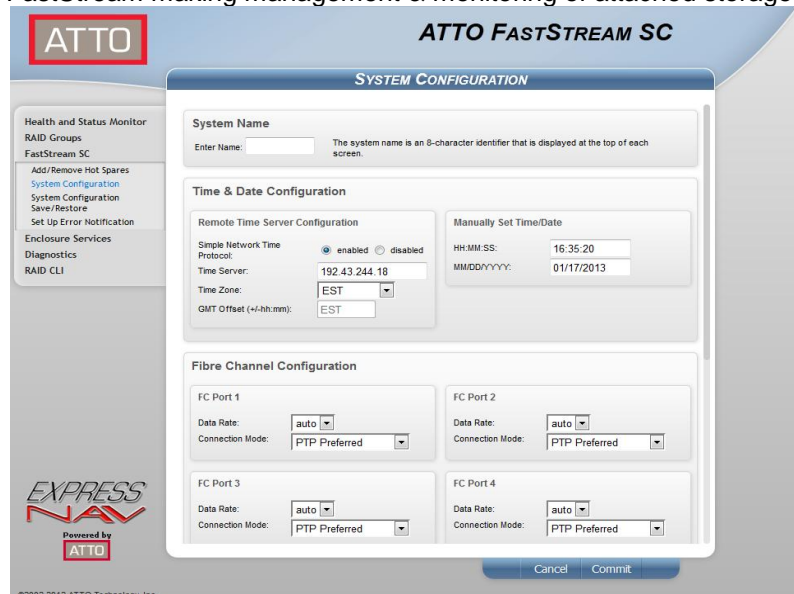 FastStream making management & monitoring of attached storage
ATTO
ATTO FASTSTREAM SC
SYSTEM CONFIGURATION
Health and Status Monitor
RAID Groups
FastStream SC
Add/Remove Hot Spares
System Configuration
System Configuration
Save/Restore
Set Up Error Notification
Enclosure Services
Diagnostics
RAID CLI
System Name
Enter Name:
The system name is an 8-character identifier that is displayed at the top of each
screen.
Time & Date Configuration
Remote Time Server Configuration
Simple Network Time
Protocol:
enabled disabled
Time Server: 192.43.244.18
Time Zone: EST
GMT Offset (+/-hh:mm): EST
Manually Set Time/Date
HH:MM:SS: 16:35:20
MM/DD/YYYY: 01/17/2013
Fibre Channel Configuration
FC Port 1
Data Rate: auto
Connection Mode: PTP Preferred
FC Port 2
Data Rate: auto
Connection Mode: PTP Preferred
FC Port 3
Data Rate: auto
Connection Mode: PTP Preferred
FC Port 4
Data Rate: auto
Connection Mode: PTP Preferred
EXPRESS
NAV
Powered by
ATTO
Cancel Commit